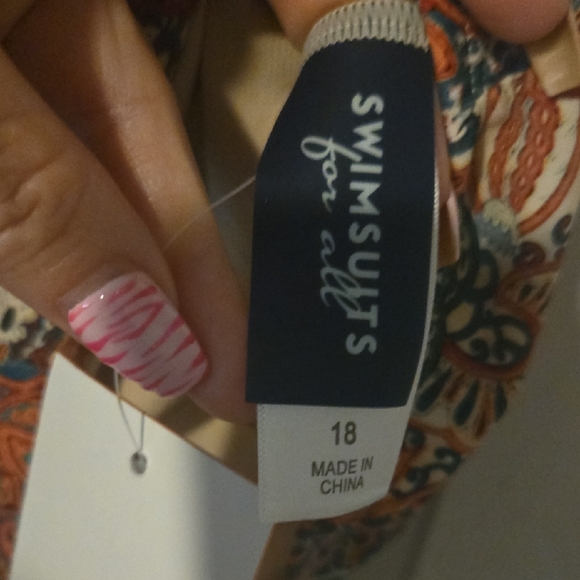 SWIMSUITS
for all
18
MADE IN
CHINA